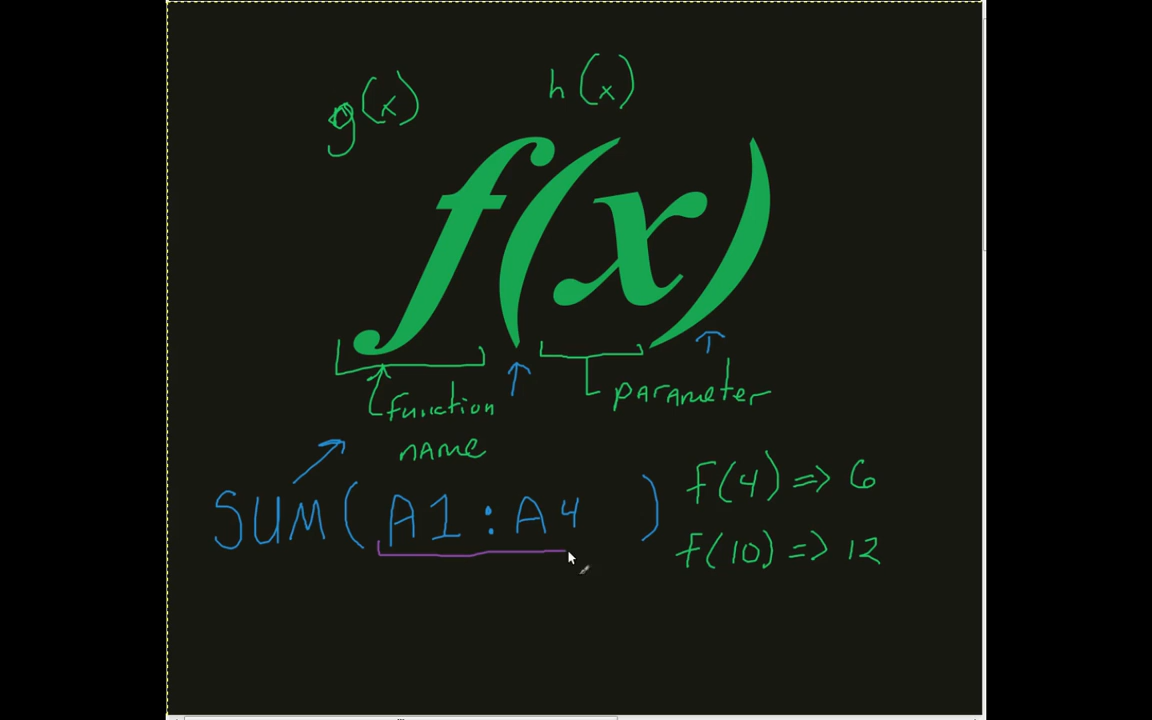 g(x)
h(x)
f(x)
function
name
parameter
SUM(A1:A4)
f(4) => 6
f(10) => 12